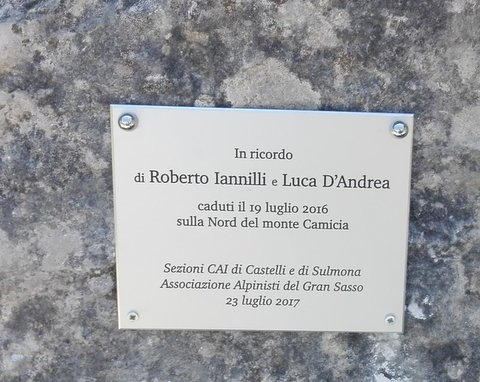 In ricordo
di Roberto Iannilli e Luca D'Andrea
caduti il 19 luglio 2016
sulla Nord del monte Camicia
Sezioni CAI di Castelli e di Sulmona
Associazione Alpinisti del Gran Sasso
23 luglio 2017